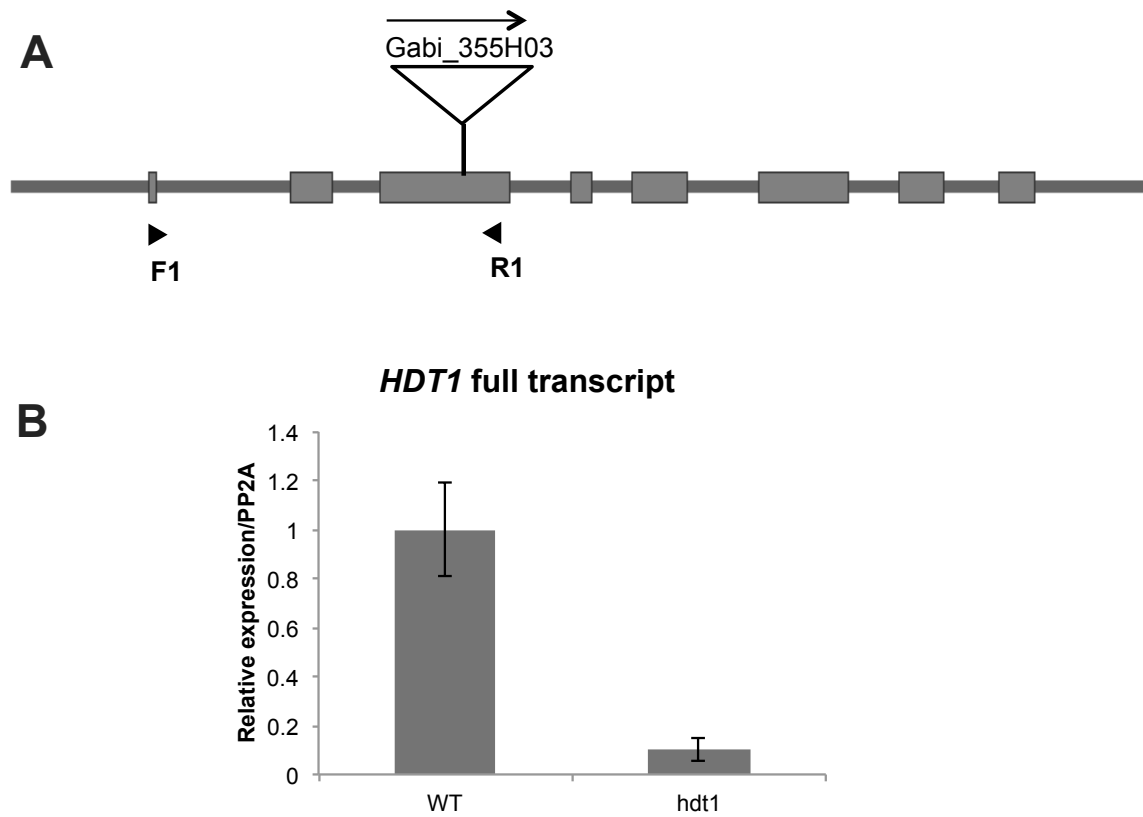 A
Gabi_355H03
F1
R1
HDT1 full transcript
B
Relative expression/PP2A
1.4
1.2
1
0.8
0.6
0.4
0.2
0
WT
hdt1